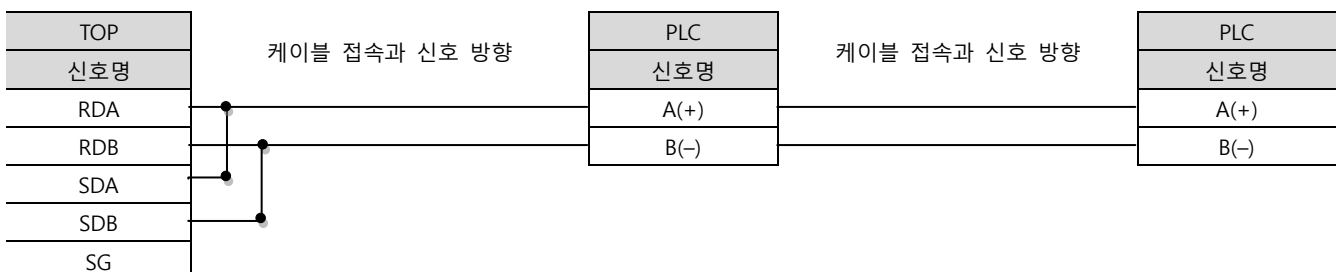 TOP 케이블 접속과 신호 방향 PLC 케이블 접속과 신호 방향 PLC
신호명 신호명 신호명
RDA A(+) A(+)
RDB B(–) B(–)
SDA
SDB
SG